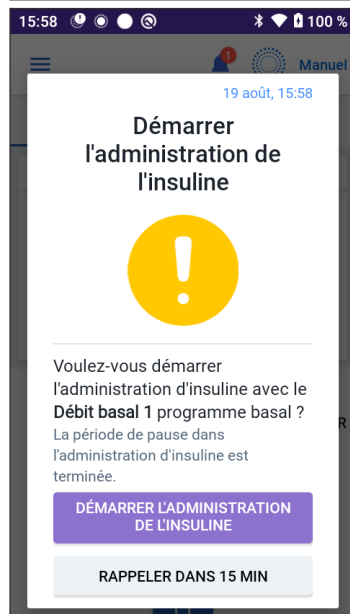 15:58
100 %
1
Manuel
19 août, 15:58
Démarrer
l'administration de
l'insuline
Voulez-vous démarrer
l'administration d'insuline avec le
Débit basal 1 programme basal ?
La période de pause dans
l'administration d'insuline est
terminée.
DÉMARRER L'ADMINISTRATION
DE L'INSULINE
RAPPELER DANS 15 MIN